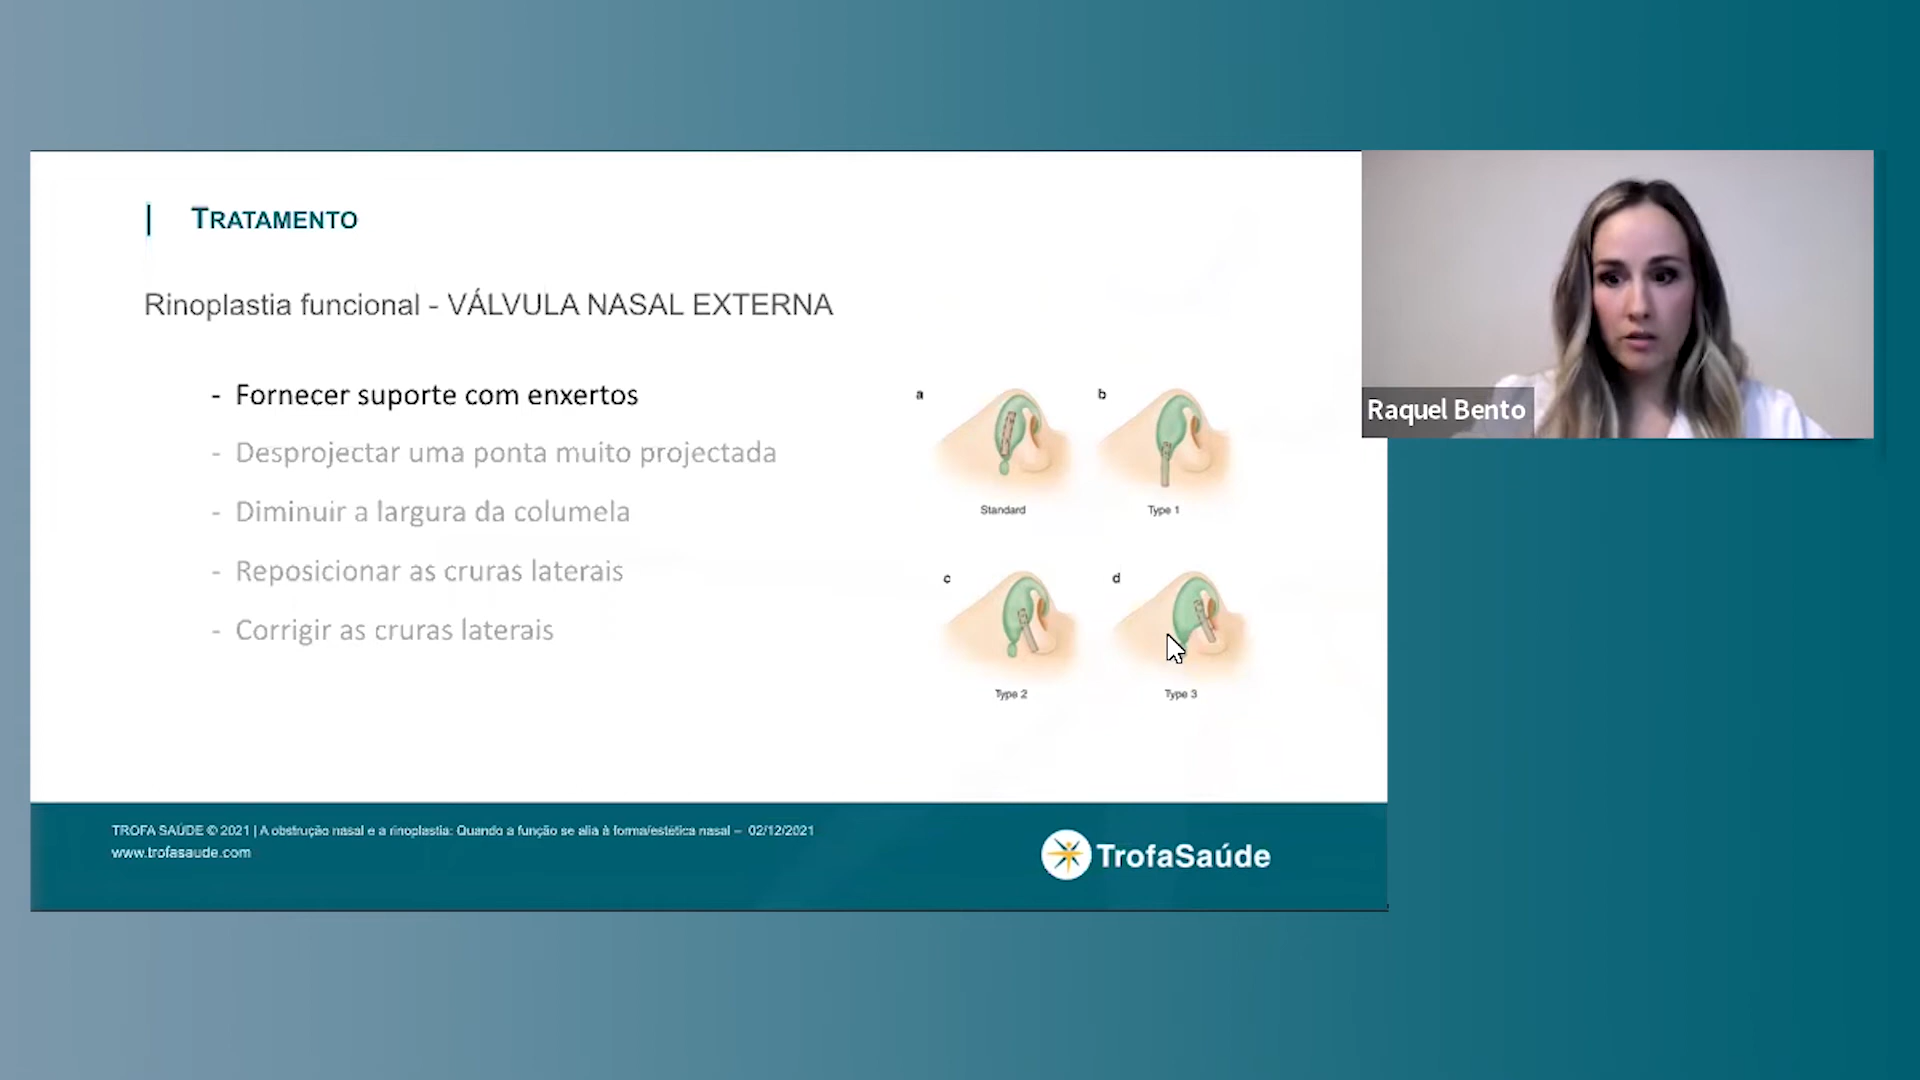 TRATAMENTO
Rinoplastia funcional - VÁLVULA NASAL EXTERNA
- Fornecer suporte com enxertos
- Desprojectar uma ponta muito projectada
- Diminuir a largura da columela
- Reposicionar as cruras laterais
- Corrigir as cruras laterais
a
b
Standard
Type 1
c
d
Type 2
Type 3
Raquel Bento
TROFA SAÚDE © 2021 | A obstrução nasal e a rinoplastia: Quando a função se alia à forma/estética nasal – 02/12/2021
www.trofasaude.com
TrofaSaúde